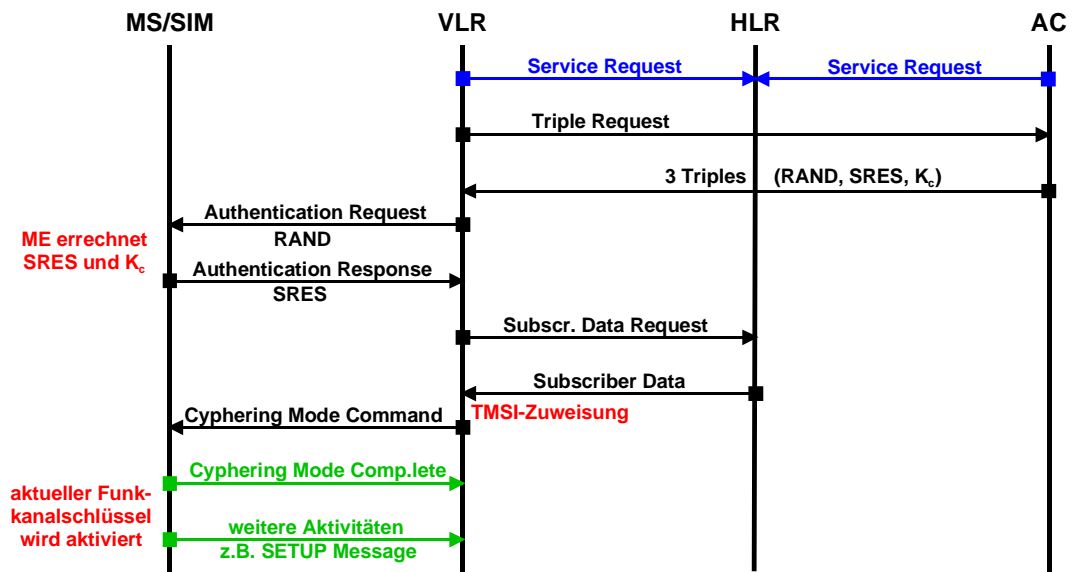 MS/SIM VLR HLR AC
Service Request Service Request
Triple Request
3 Triples (RAND, SRES, Kc)
Authentication Request
RAND
ME errechnet
SRES und Kc
Authentication Response
SRES
Subscr. Data Request
Subscriber Data
TMSI-Zuweisung
Cyphering Mode Command
Cyphering Mode Comp.lete
aktueller Funk-
kanalschlüssel
wird aktiviert
weitere Aktivitäten
z.B. SETUP Message